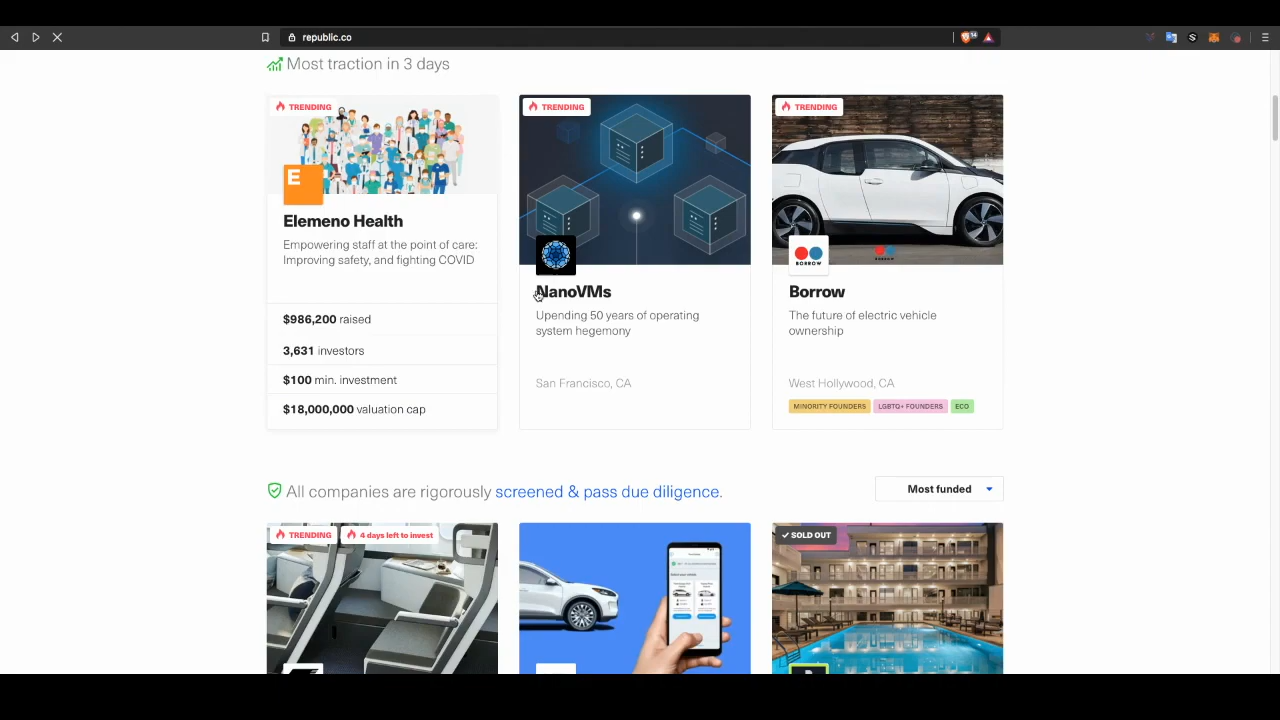 republic.co
14
Most traction in 3 days
TRENDING
E
Elemeno Health
Empowering staff at the point of care:
Improving safety, and fighting COVID
$986,200 raised
3,631 investors
$100 min. investment
$18,000,000 valuation cap
TRENDING
NanoVMs
Upending 50 years of operating
system hegemony
San Francisco, CA
TRENDING
BORROW
BORROW
Borrow
The future of electric vehicle
ownership
West Hollywood, CA
MINORITY FOUNDERS LGBTQ+ FOUNDERS ECO
All companies are rigorously screened & pass due diligence.
Most funded
TRENDING 4 days left to invest
SOLD OUT